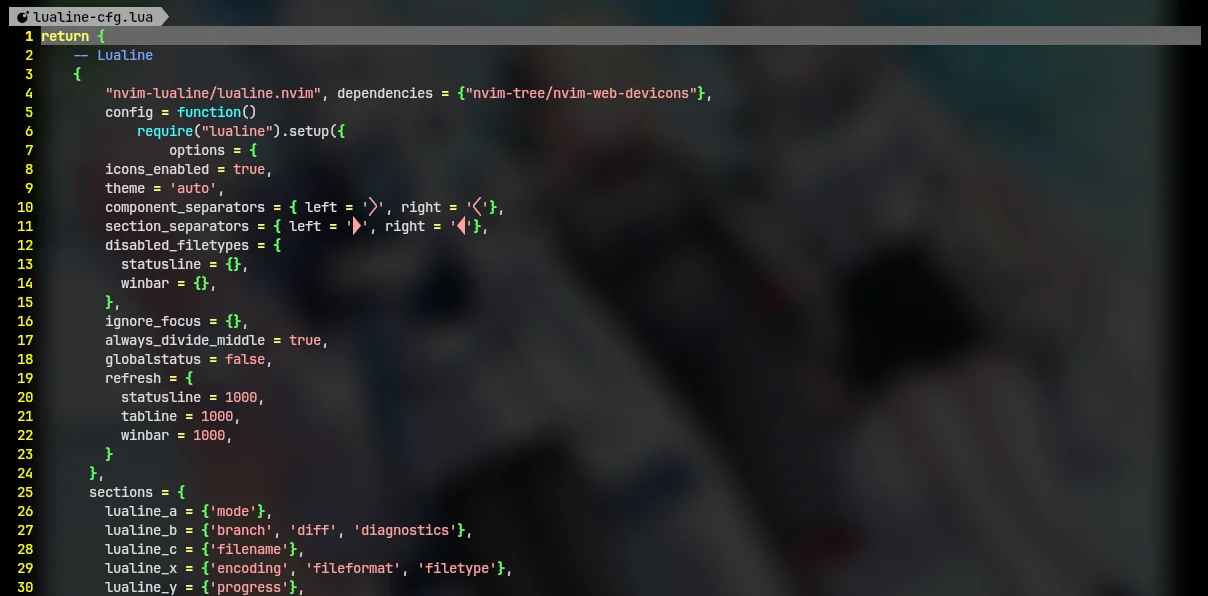 lualine-cfg.lua
1 return {
2     -- Lualine
3     {
4         "nvim-lualine/lualine.nvim", dependencies = {"nvim-tree/nvim-web-devicons"},
5         config = function()
6             require("lualine").setup({
7                 options = {
8         icons_enabled = true,
9         theme = 'auto',
10         component_separators = { left = '', right = ''},
11         section_separators = { left = '', right = ''},
12         disabled_filetypes = {
13           statusline = {},
14           winbar = {},
15         },
16         ignore_focus = {},
17         always_divide_middle = true,
18         globalstatus = false,
19         refresh = {
20           statusline = 1000,
21           tabline = 1000,
22           winbar = 1000,
23         }
24       },
25       sections = {
26         lualine_a = {'mode'},
27         lualine_b = {'branch', 'diff', 'diagnostics'},
28         lualine_c = {'filename'},
29         lualine_x = {'encoding', 'fileformat', 'filetype'},
30         lualine_y = {'progress'},